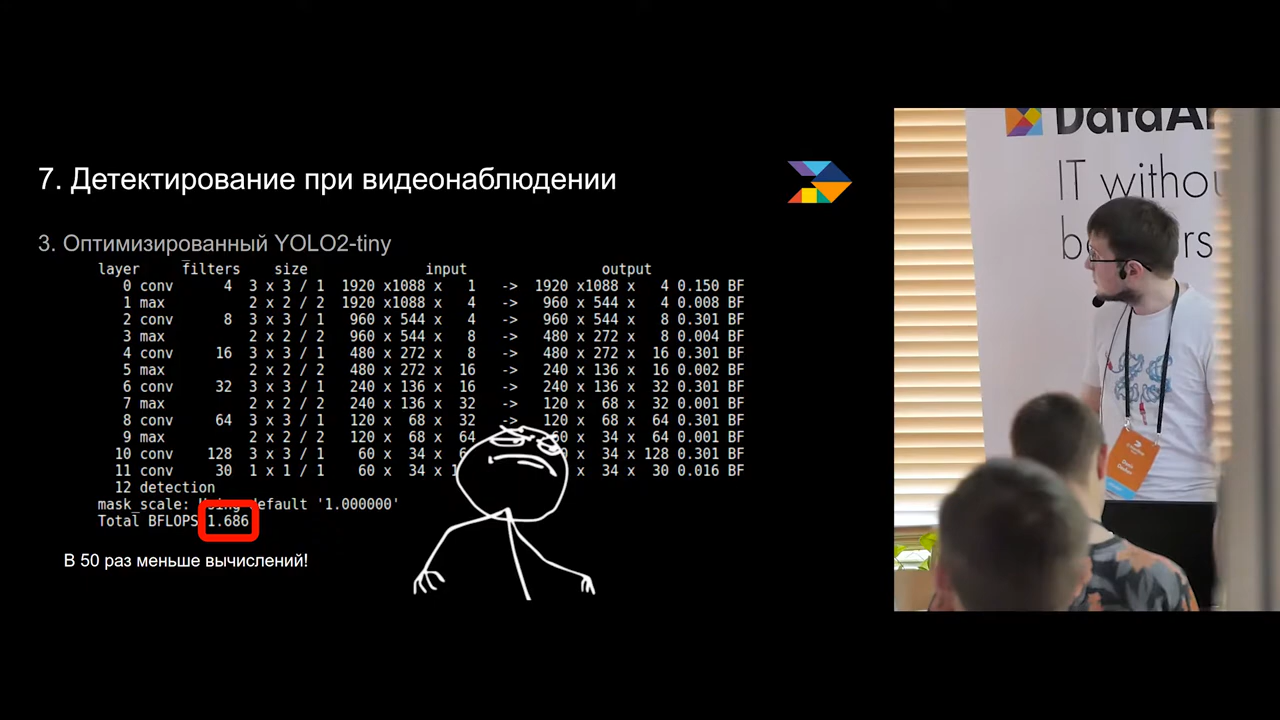 7. Детектирование при видеонаблюдении
3. Оптимизированный YOLO2-tiny
layer filters size input output
0 conv 4 3 x 3 / 1 1920 x1088 x 1 -> 1920 x1088 x 4 0.150 BF
1 max 2 x 2 / 2 1920 x1088 x 4 -> 960 x 544 x 4 0.008 BF
2 conv 8 3 x 3 / 1 960 x 544 x 4 -> 960 x 544 x 8 0.301 BF
3 max 2 x 2 / 2 960 x 544 x 8 -> 480 x 272 x 8 0.004 BF
4 conv 16 3 x 3 / 1 480 x 272 x 8 -> 480 x 272 x 16 0.301 BF
5 max 2 x 2 / 2 480 x 272 x 16 -> 240 x 136 x 16 0.002 BF
6 conv 32 3 x 3 / 1 240 x 136 x 16 -> 240 x 136 x 32 0.301 BF
7 max 2 x 2 / 2 240 x 136 x 32 -> 120 x 68 x 32 0.001 BF
8 conv 64 3 x 3 / 1 120 x 68 x 32 -> 120 x 68 x 64 0.301 BF
9 max 2 x 2 / 2 120 x 68 x 64 60 x 34 x 64 0.001 BF
10 conv 128 3 x 3 / 1 60 x 34 x x 34 x 128 0.301 BF
11 conv 30 1 x 1 / 1 60 x 34 x x 34 x 30 0.016 BF
12 detection
mask_scale: Using default '1.000000'
Total BFLOPS 1.686
В 50 раз меньше вычислений!
IT